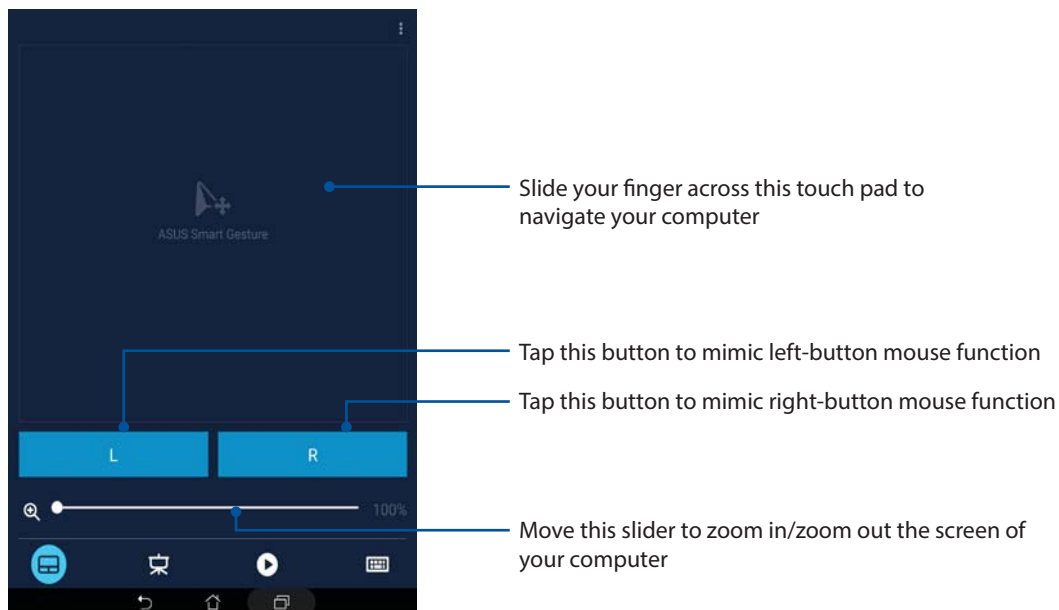 ASUS Smart Gesture
Slide your finger across this touch pad to
navigate your computer
Tap this button to mimic left-button mouse function
Tap this button to mimic right-button mouse function
L
R
100%
Move this slider to zoom in/zoom out the screen of
your computer